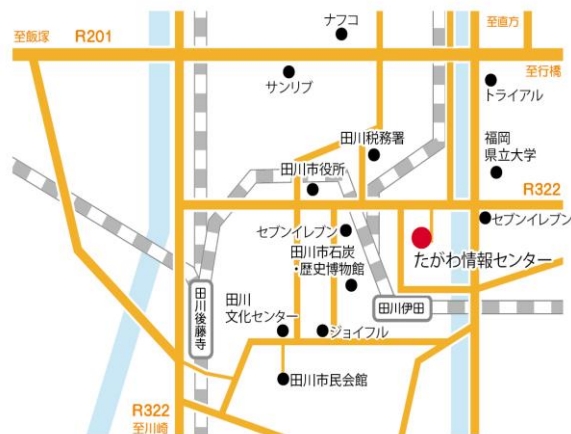 ナフコ
至直方
至飯塚
R201
至行橋
サンリブ
トライアル
田川税務署
福岡
県立大学
田川市役所
R322
セブンイレブン
セブンイレブン
たがわ情報センター
田川市石炭
・歴史博物館
田川後藤寺
田川
文化センター
田川伊田
ジョイフル
田川市民会館
R322
至川崎